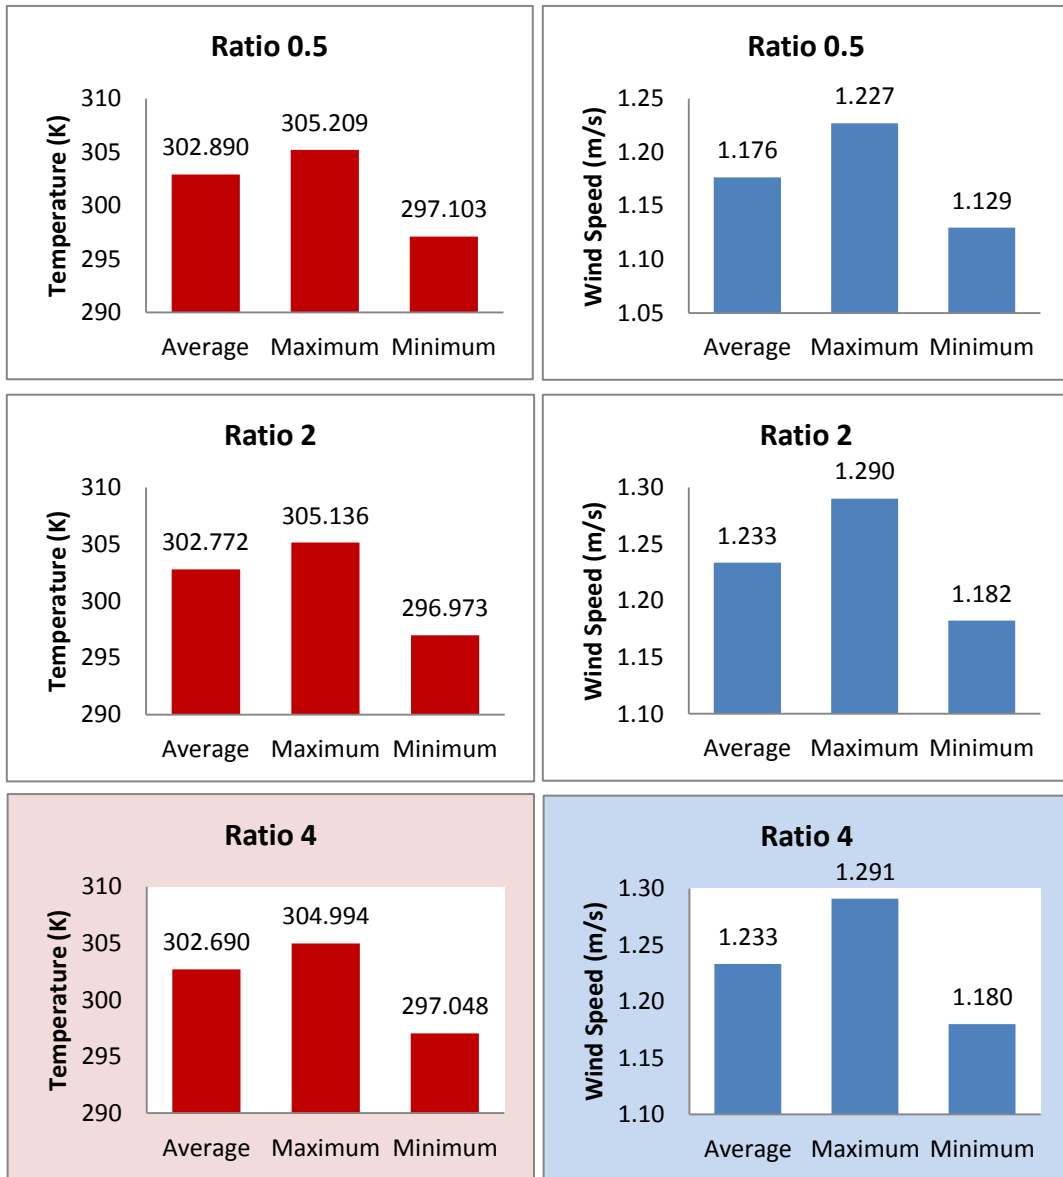 Ratio 0.5
Temperature (K)
310
305
300
295
290
302.890
305.209
297.103
Average Maximum Minimum
Ratio 0.5
Wind Speed (m/s)
1.25
1.20
1.15
1.10
1.05
1.176
1.227
1.129
Average Maximum Minimum
Ratio 2
Temperature (K)
310
305
300
295
290
302.772
305.136
296.973
Average Maximum Minimum
Ratio 2
Wind Speed (m/s)
1.30
1.25
1.20
1.15
1.10
1.233
1.290
1.182
Average Maximum Minimum
Ratio 4
Temperature (K)
310
305
300
295
290
302.690
304.994
297.048
Average Maximum Minimum
Ratio 4
Wind Speed (m/s)
1.30
1.25
1.20
1.15
1.10
1.233
1.291
1.180
Average Maximum Minimum